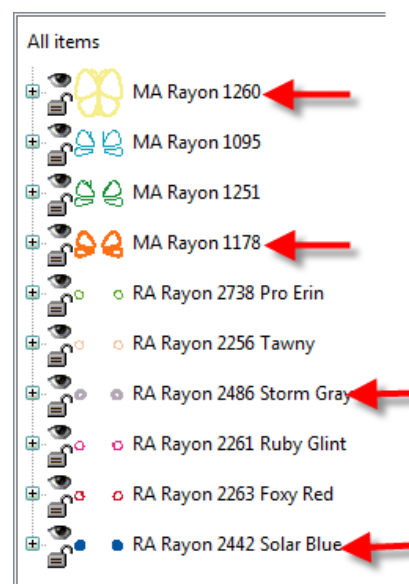 All items
MA Rayon 1260
MA Rayon 1095
MA Rayon 1251
MA Rayon 1178
RA Rayon 2738 Pro Erin
RA Rayon 2256 Tawny
RA Rayon 2486 Storm Gray
RA Rayon 2261 Ruby Glint
RA Rayon 2263 Foxy Red
RA Rayon 2442 Solar Blue